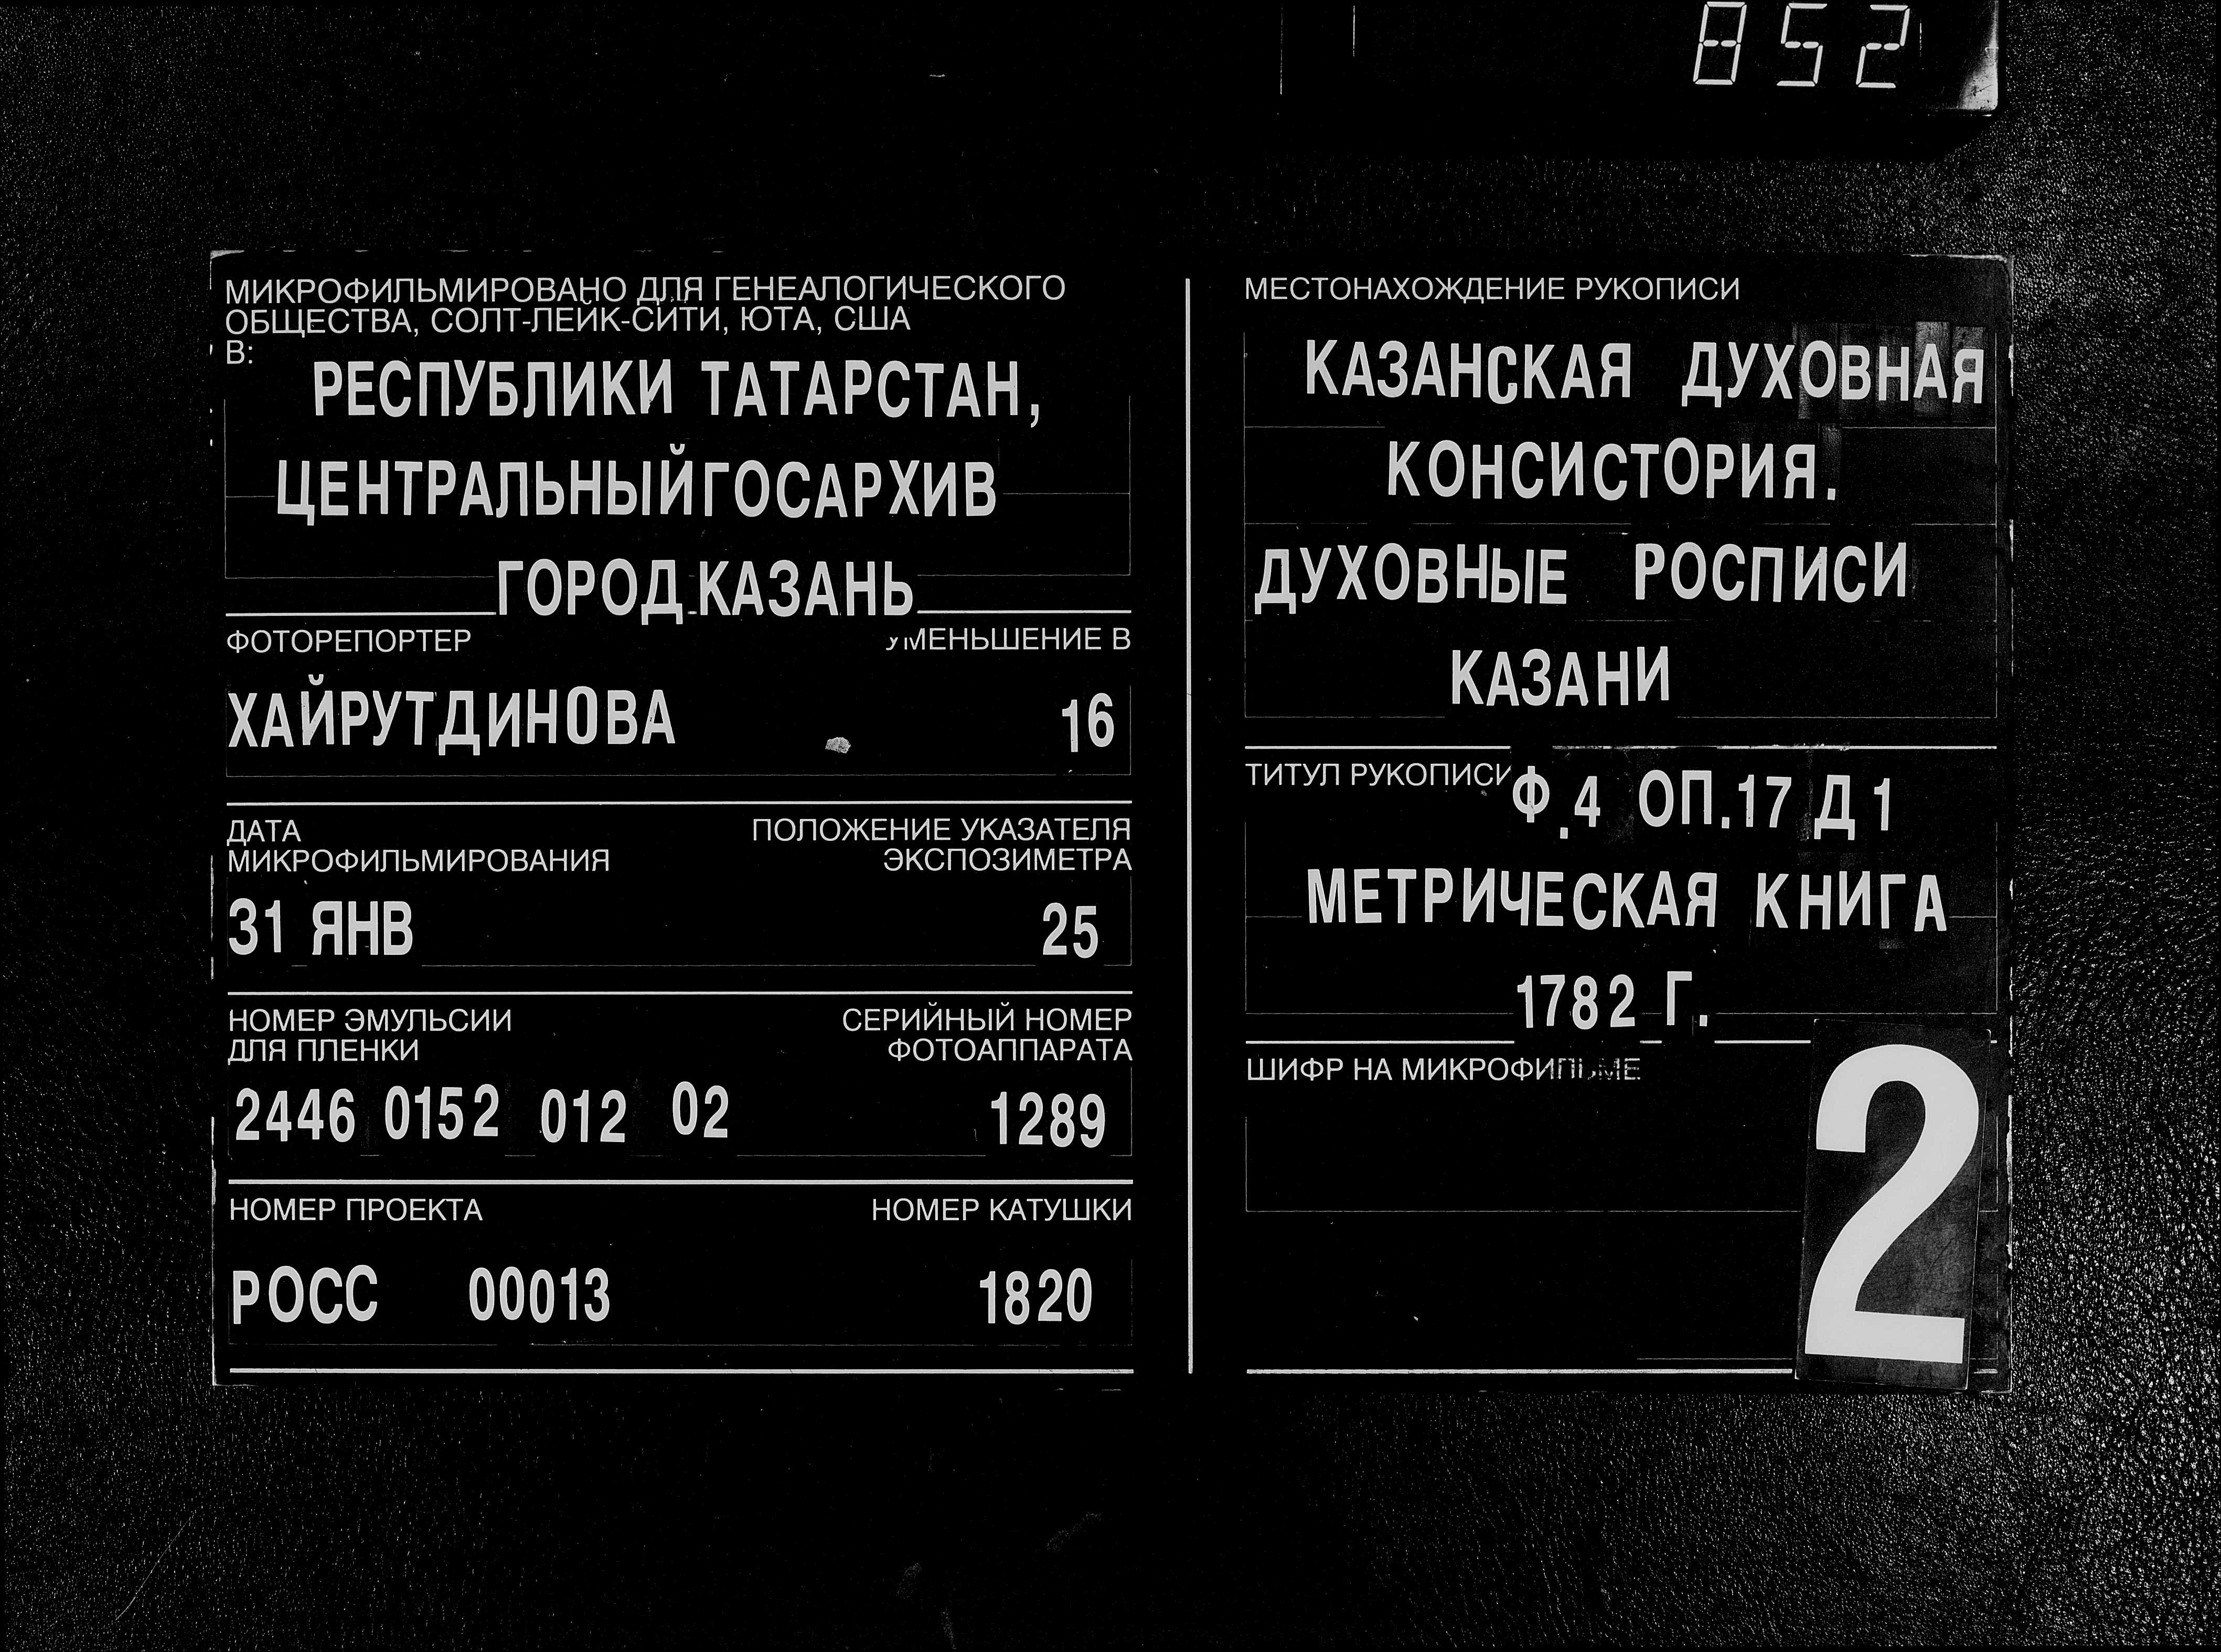 852
МИКРОФИЛЬМИРОВАНО ДЛЯ ГЕНЕАЛОГИЧЕСКОГО
ОБЩЕСТВА, СОЛТ-ЛЕЙК-СИТИ, ЮТА, США
В:
РЕСПУБЛИКИ ТАТАРСТАН,
ЦЕНТРАЛЬНЫЙ ГОСАРХИВ
ГОРОД КАЗАНЬ
ФОТОРЕПОРТЕР УМЕНЬШЕНИЕ В
ХАЙРУТДИНОВА 16
ДАТА ПОЛОЖЕНИЕ УКАЗАТЕЛЯ
МИКРОФИЛЬМИРОВАНИЯ ЭКСПОЗИМЕТРА
31 ЯНВ 25
НОМЕР ЭМУЛЬСИИ СЕРИЙНЫЙ НОМЕР
ДЛЯ ПЛЕНКИ ФОТОАППАРАТА
2446 0152 012 02 1289
НОМЕР ПРОЕКТА НОМЕР КАТУШКИ
РОСС 00013 1820
МЕСТОНАХОЖДЕНИЕ РУКОПИСИ
КАЗАНСКАЯ ДУХОВНАЯ
КОНСИСТОРИЯ.
ДУХОВНЫЕ РОСПИСИ
КАЗАНИ
ТИТУЛ РУКОПИСИ Ф.4 ОП.17 Д1
МЕТРИЧЕСКАЯ КНИГА
1782 Г.
ШИФР НА МИКРОФИЛЬМЕ
2